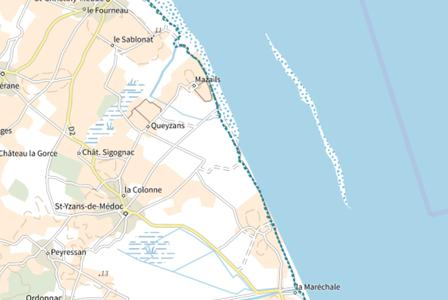 le Fourneau
le Sablonat
Mazails
Queyzans
D2
Château la Gorce
Chât. Sigognac
la Colonne
St-Yzans-de-Médoc
Peyressan
la Maréchale
Ordonnac